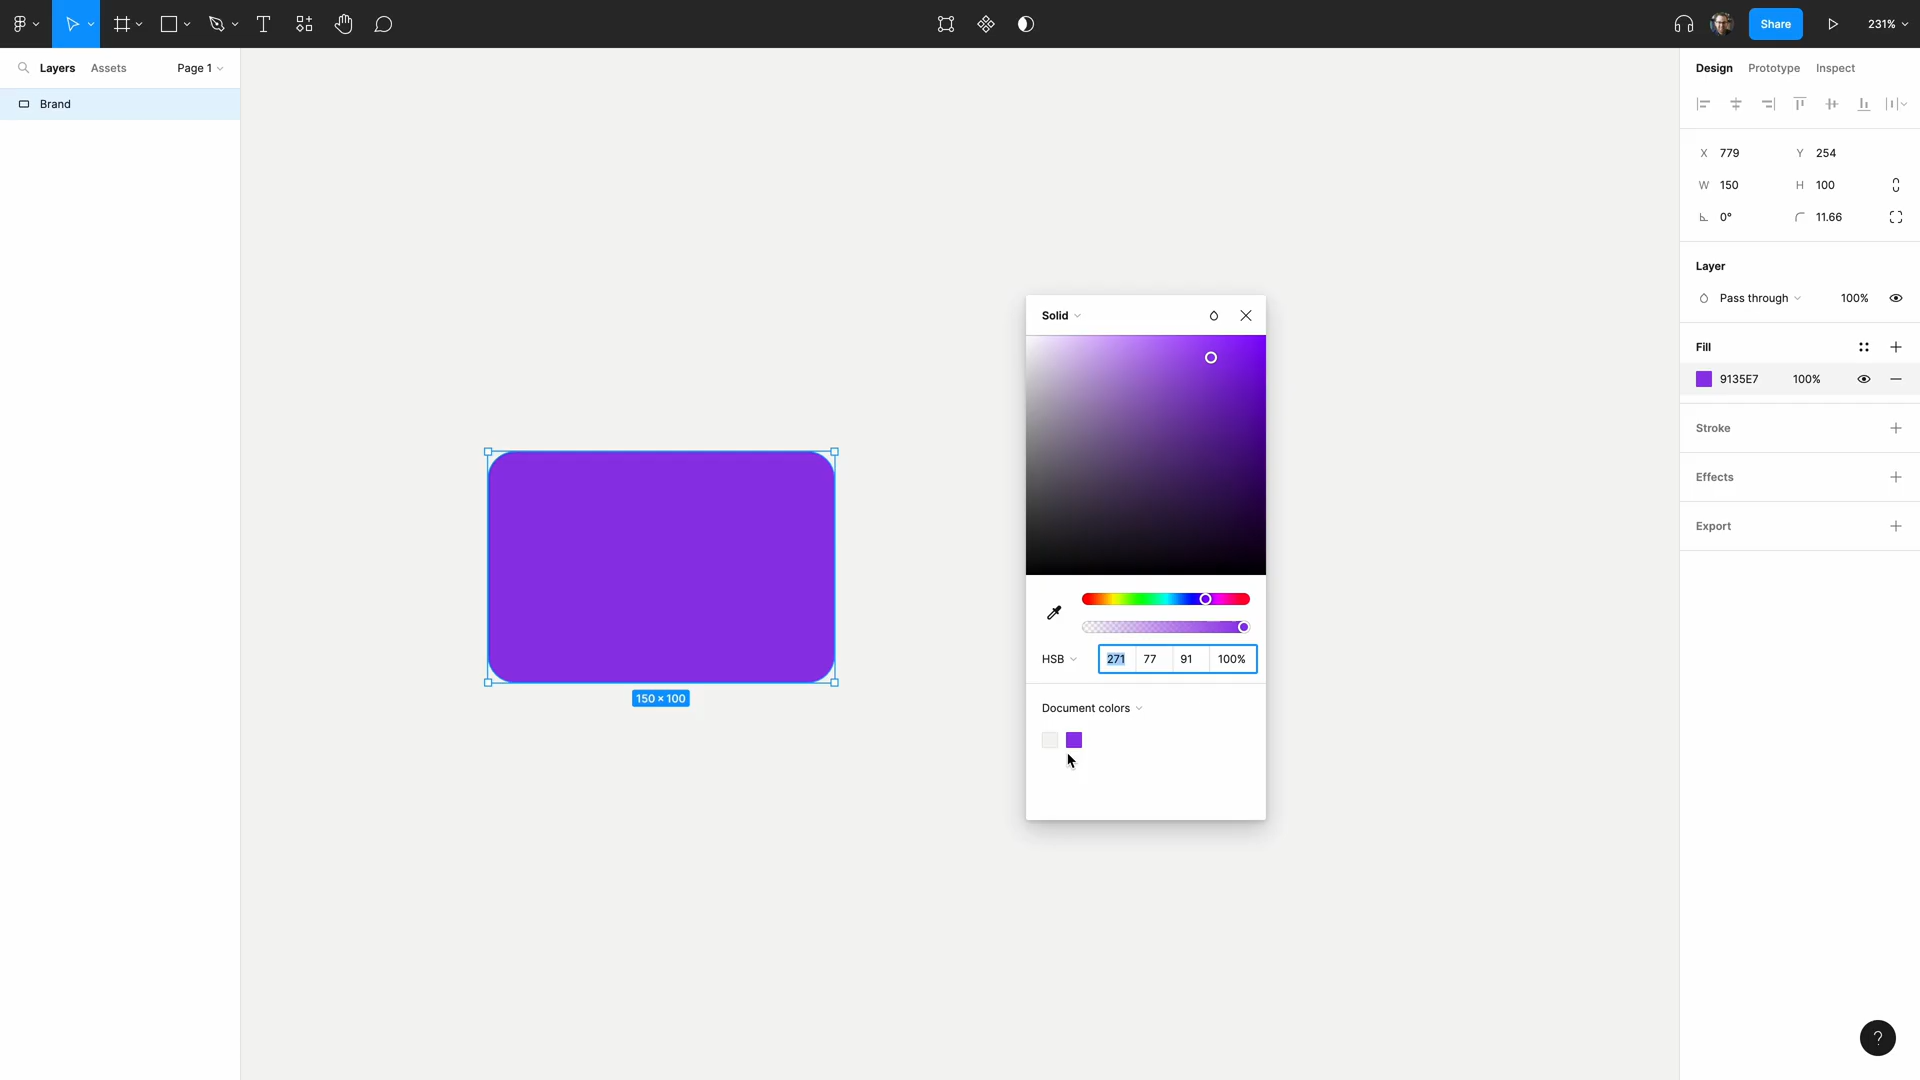 Share
231%
Layers
Assets
Page 1
Brand
Design
Prototype
Inspect
X 779
Y 254
W 150
H 100
0°
11.66
Layer
Pass through
100%
Fill
9135E7
100%
Stroke
Effects
Export
Solid
HSB
271
77
91
100%
Document colors
150 × 100
?